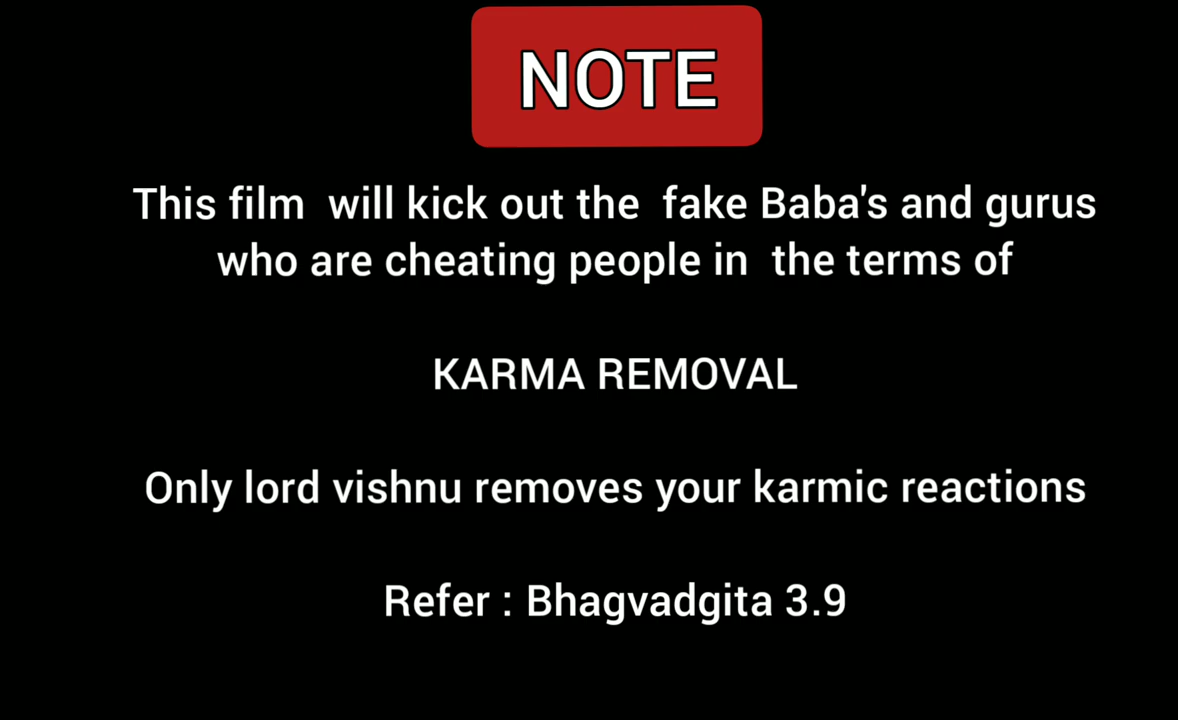 NOTE
This film will kick out the fake Baba's and gurus
who are cheating people in the terms of
KARMA REMOVAL
Only lord vishnu removes your karmic reactions
Refer : Bhagvadgita 3.9